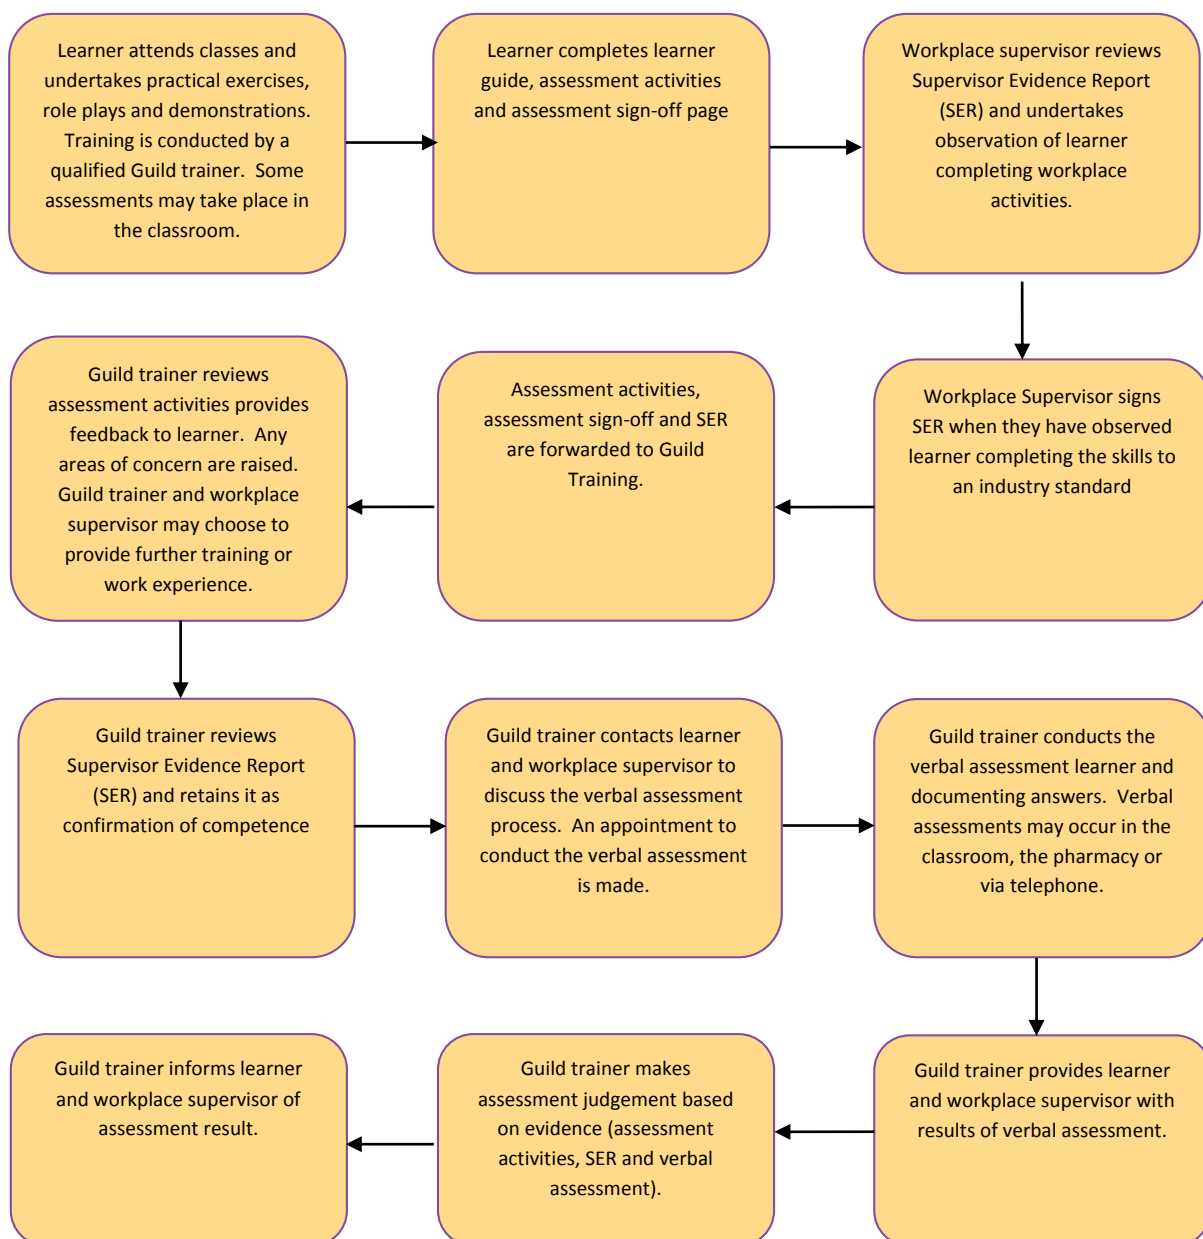 Learner attends classes and
undertakes practical exercises,
role plays and demonstrations.
Training is conducted by a
qualified Guild trainer.  Some
assessments may take place in
the classroom.
Learner completes learner
guide, assessment activities
and assessment sign-off page
Workplace supervisor reviews
Supervisor Evidence Report
(SER) and undertakes
observation of learner
completing workplace
activities.
Workplace Supervisor signs
SER when they have observed
learner completing the skills to
an industry standard
Assessment activities,
assessment sign-off and SER
are forwarded to Guild
Training.
Guild trainer reviews
assessment activities provides
feedback to learner.  Any
areas of concern are raised.
Guild trainer and workplace
supervisor may choose to
provide further training or
work experience.
Guild trainer reviews
Supervisor Evidence Report
(SER) and retains it as
confirmation of competence
Guild trainer contacts learner
and workplace supervisor to
discuss the verbal assessment
process.  An appointment to
conduct the verbal assessment
is made.
Guild trainer conducts the
verbal assessment learner and
documenting answers.  Verbal
assessments may occur in the
classroom, the pharmacy or
via telephone.
Guild trainer provides learner
and workplace supervisor with
results of verbal assessment.
Guild trainer makes
assessment judgement based
on evidence (assessment
activities, SER and verbal
assessment).
Guild trainer informs learner
and workplace supervisor of
assessment result.